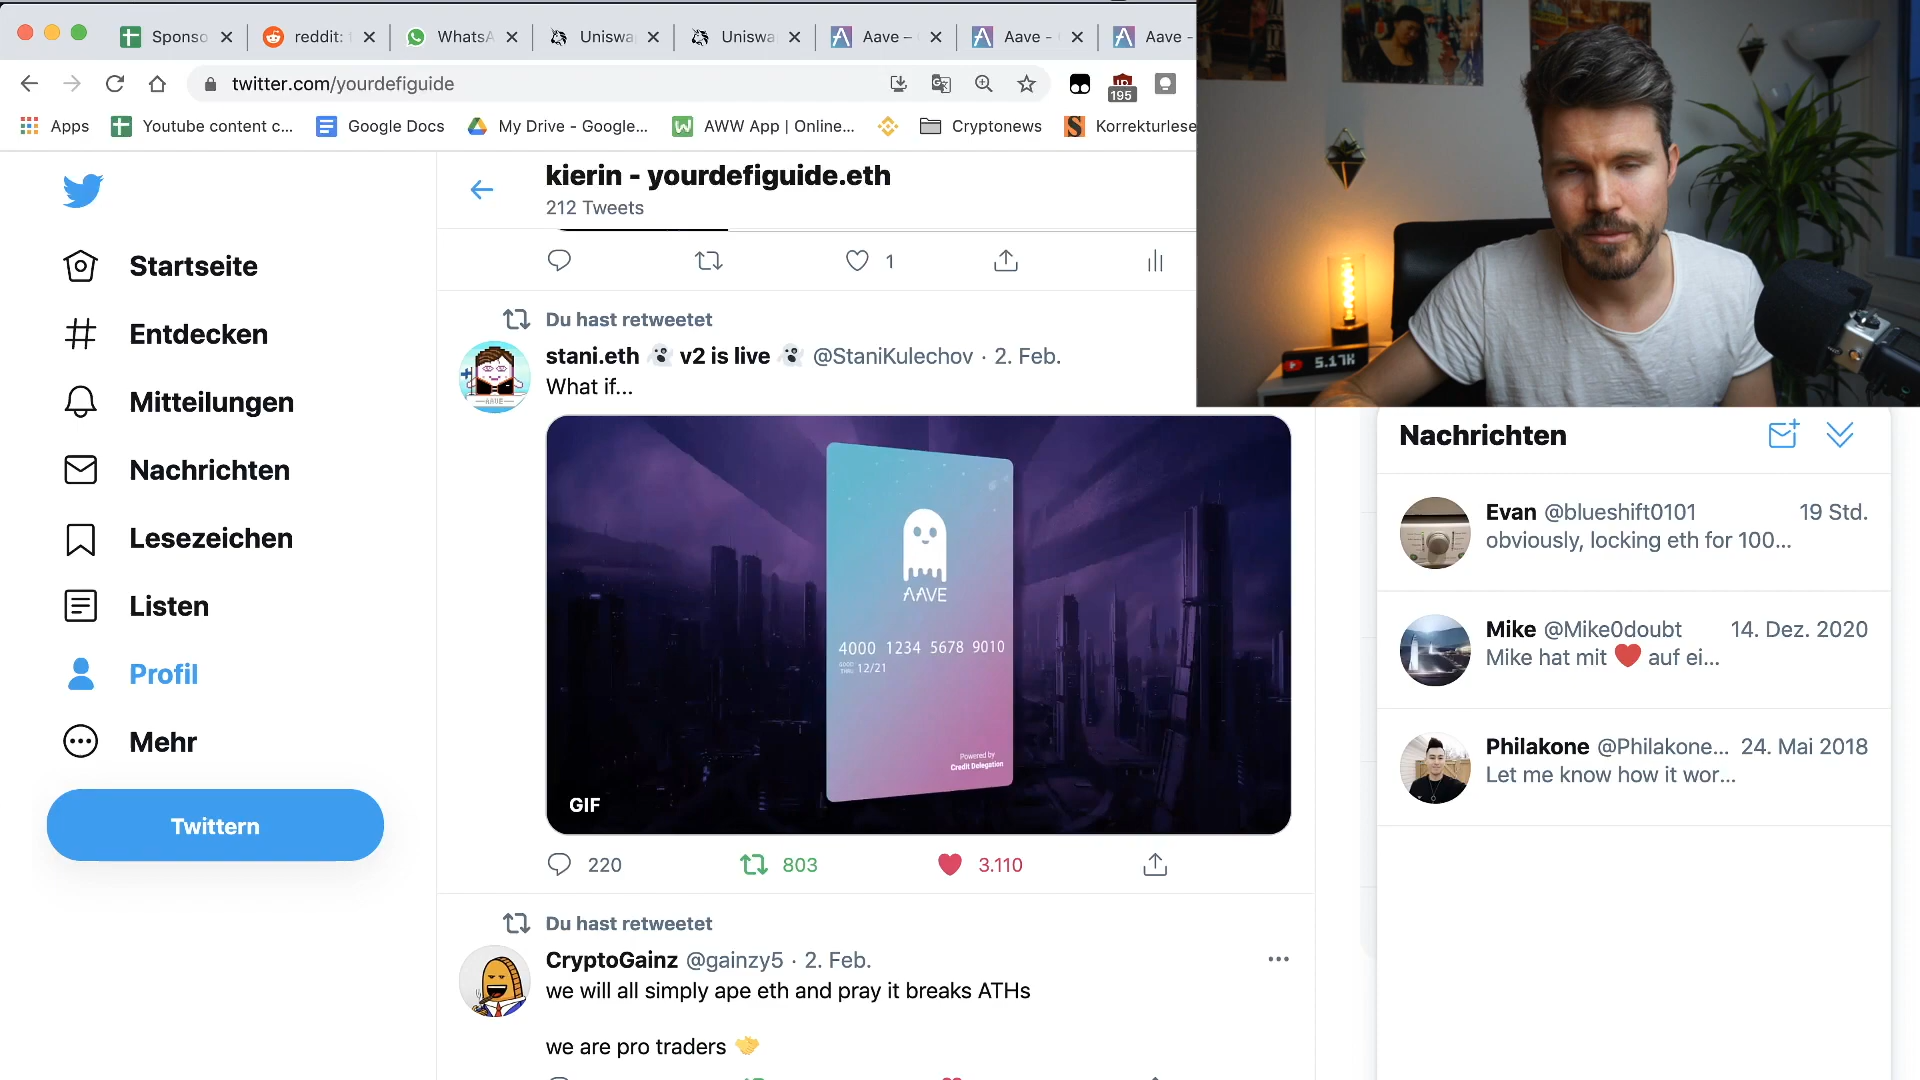 Sponso
reddit:
WhatsA
Uniswa
Uniswa
Aave –
Aave -
Aave -
twitter.com/yourdefiguide
195
Apps
Youtube content c...
Google Docs
My Drive - Google...
AWW App | Online...
Cryptonews
Korrekturlese
kierin - yourdefiguide.eth
212 Tweets
Startseite
Entdecken
Mitteilungen
Nachrichten
Lesezeichen
Listen
Profil
Mehr
Twittern
1
Du hast retweetet
stani.eth 👻 v2 is live 👻 @StaniKulechov · 2. Feb.
What if...
AAVE
4000 1234 5678 9010
GOOD THRU 12/21
Powered by
Credit Delegation
GIF
220
803
3.110
Du hast retweetet
CryptoGainz @gainzy5 · 2. Feb.
we will all simply ape eth and pray it breaks ATHs
we are pro traders 🤝
5.17K
Nachrichten
Evan @blueshift0101 19 Std.
obviously, locking eth for 100...
Mike @Mike0doubt 14. Dez. 2020
Mike hat mit ❤️ auf ei...
Philakone @Philakone... 24. Mai 2018
Let me know how it wor...